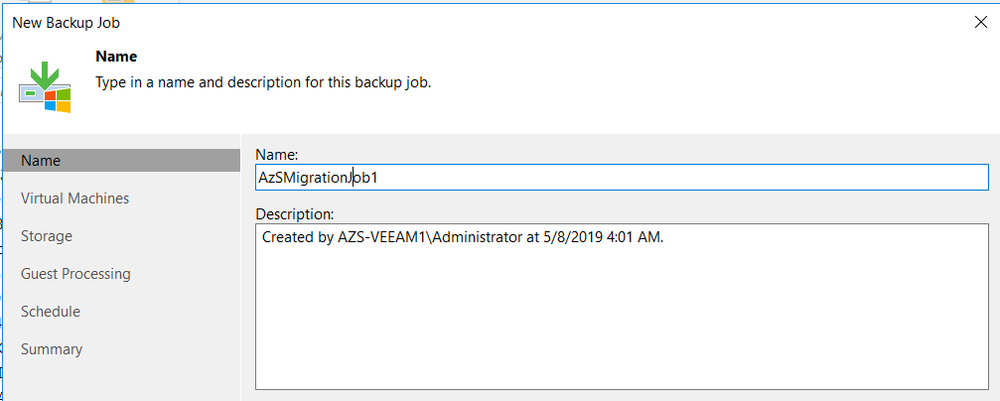 New Backup Job
Name
Type in a name and description for this backup job.
Name
Virtual Machines
Storage
Guest Processing
Schedule
Summary
Name:
AzSMigrationJob1
Description:
Created by AZS-VEEAM1\Administrator at 5/8/2019 4:01 AM.